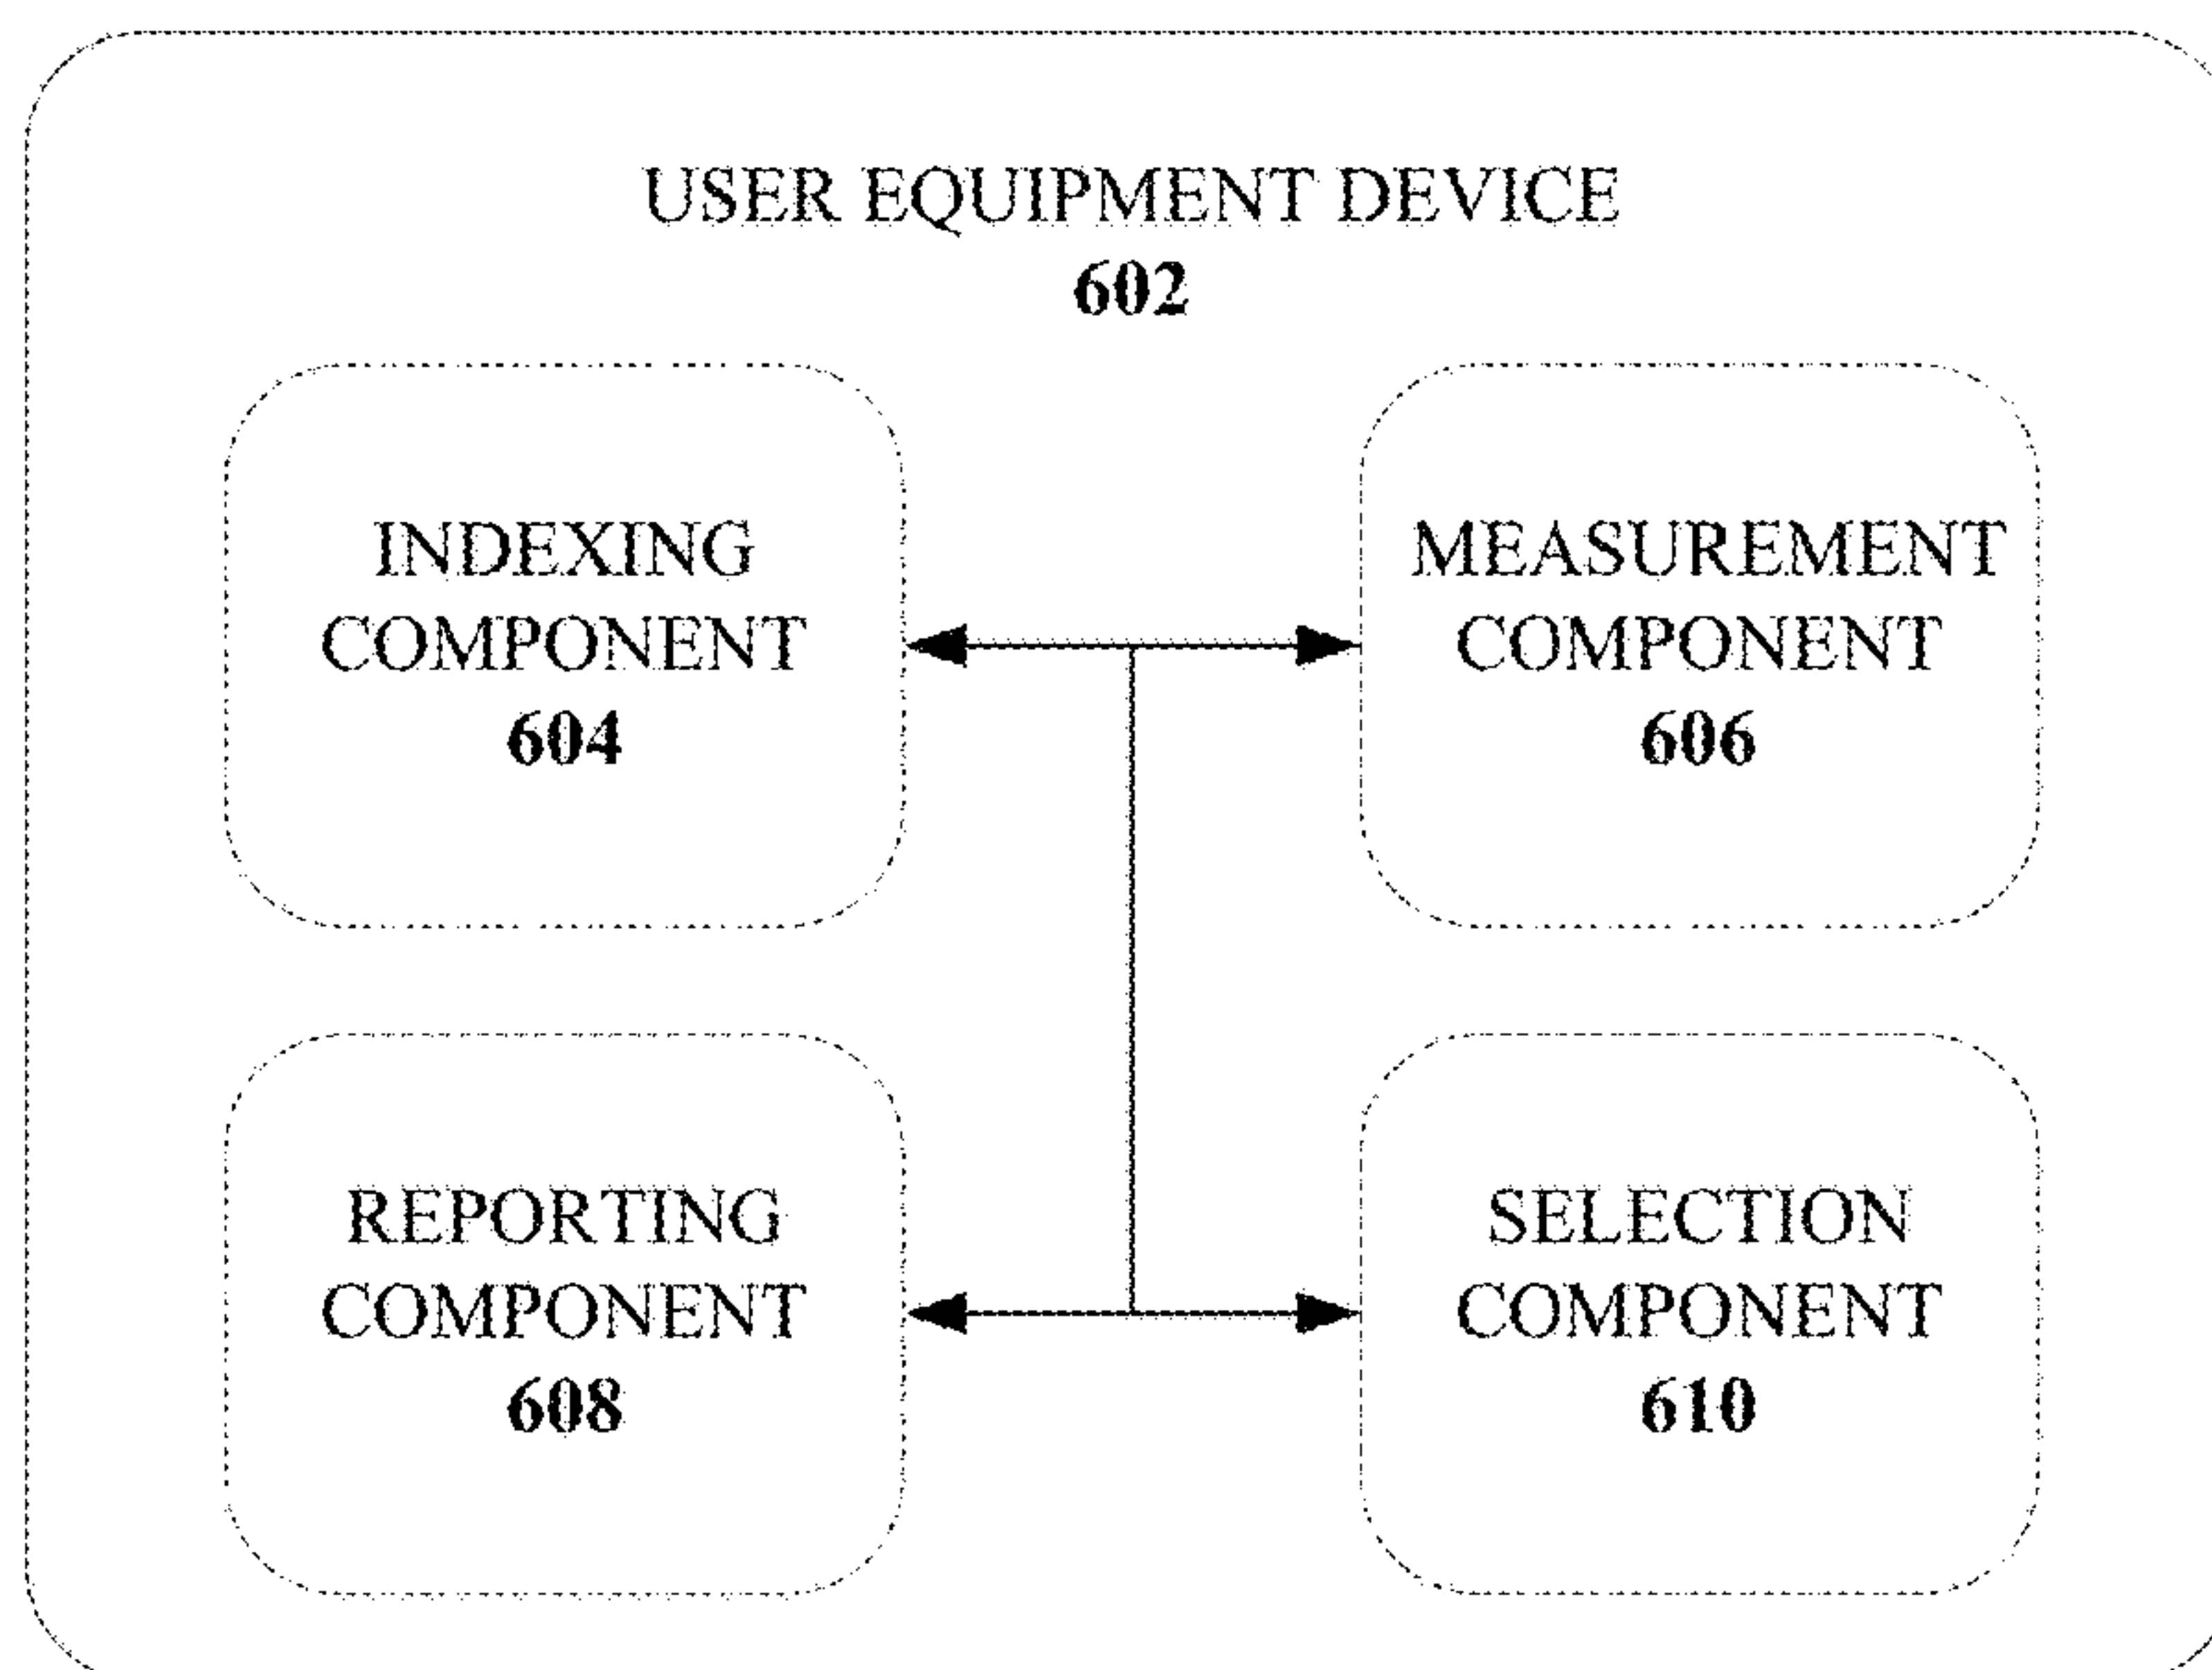 USER EQUIPMENT DEVICE
602
INDEXING
COMPONENT
604
MEASUREMENT
COMPONENT
606
REPORTING
COMPONENT
608
SELECTION
COMPONENT
610